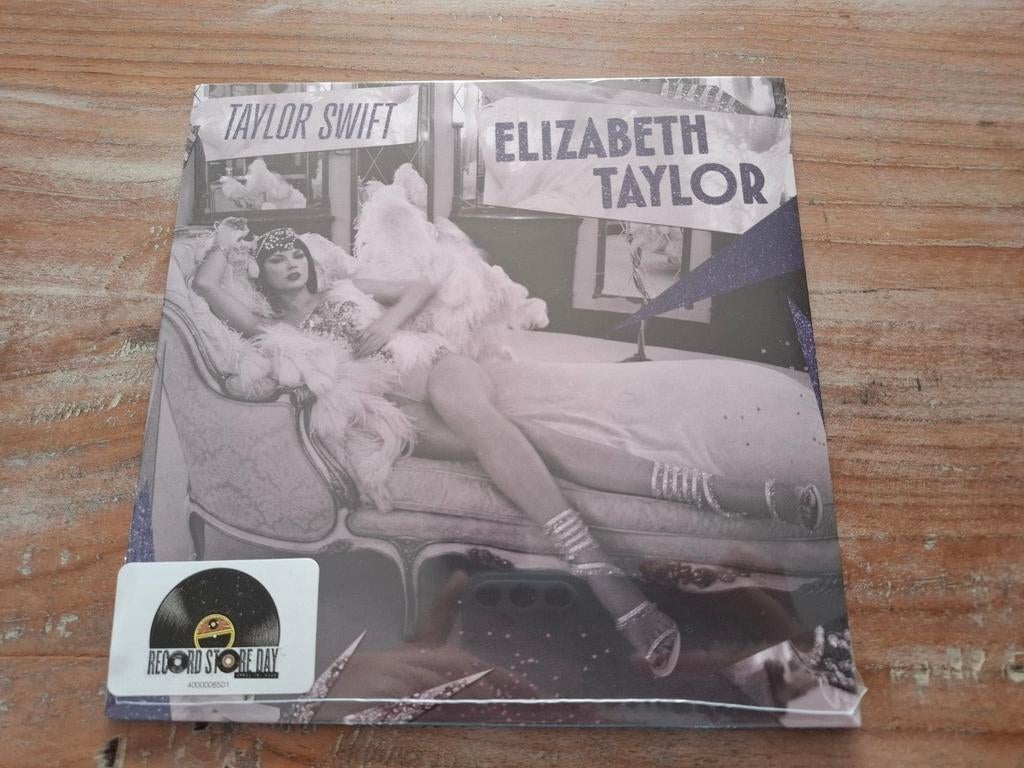 TAYLOR SWIFT
ELIZABETH
TAYLOR
RECORD STORE DAY
4000008501